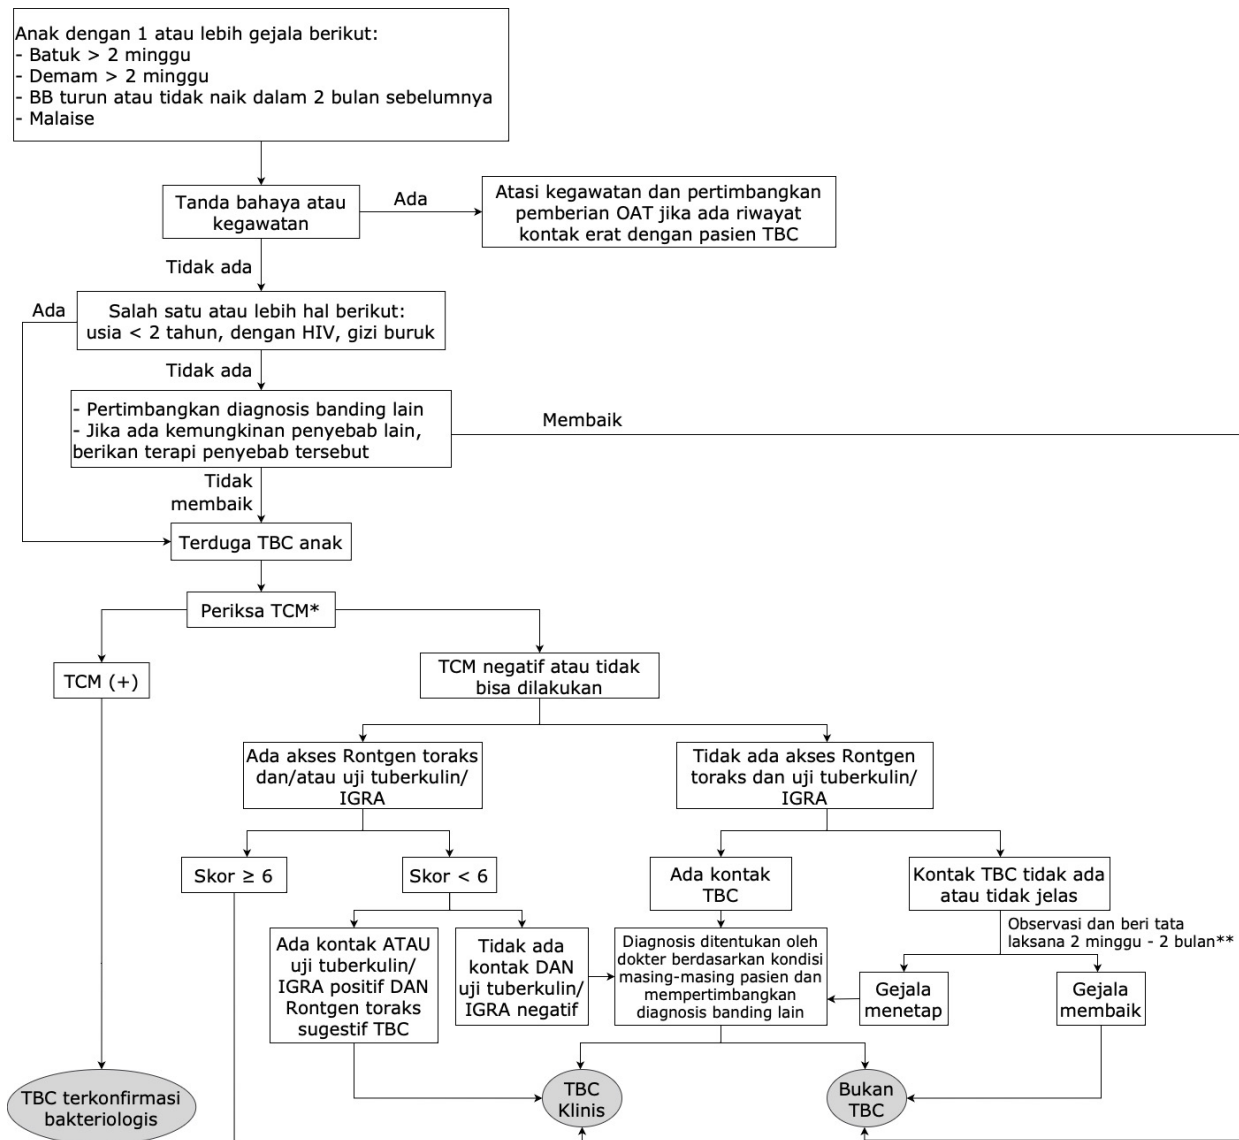 Anak dengan 1 atau lebih gejala berikut:
- Batuk > 2 minggu
- Demam > 2 minggu
- BB turun atau tidak naik dalam 2 bulan sebelumnya
- Malaise
Tanda bahaya atau
kegawatan
Ada
Atasi kegawatan dan pertimbangkan
pemberian OAT jika ada riwayat
kontak erat dengan pasien TBC
Tidak ada
Ada
Salah satu atau lebih hal berikut:
usia < 2 tahun, dengan HIV, gizi buruk
Tidak ada
- Pertimbangkan diagnosis banding lain
- Jika ada kemungkinan penyebab lain,
berikan terapi penyebab tersebut
Membaik
Tidak
membaik
Terduga TBC anak
Periksa TCM*
TCM (+)
TCM negatif atau tidak
bisa dilakukan
Ada akses Rontgen toraks
dan/atau uji tuberkulin/
IGRA
Tidak ada akses Rontgen
toraks dan uji tuberkulin/
IGRA
Skor ≥ 6
Skor < 6
Ada kontak
TBC
Kontak TBC tidak ada
atau tidak jelas
Observasi dan beri tata
laksana 2 minggu - 2 bulan**
Ada kontak ATAU
uji tuberkulin/
IGRA positif DAN
Rontgen toraks
sugestif TBC
Tidak ada
kontak DAN
uji tuberkulin/
IGRA negatif
Diagnosis ditentukan oleh
dokter berdasarkan kondisi
masing-masing pasien dan
mempertimbangkan
diagnosis banding lain
Gejala
menetap
Gejala
membaik
TBC terkonfirmasi
bakteriologis
TBC
Klinis
Bukan
TBC